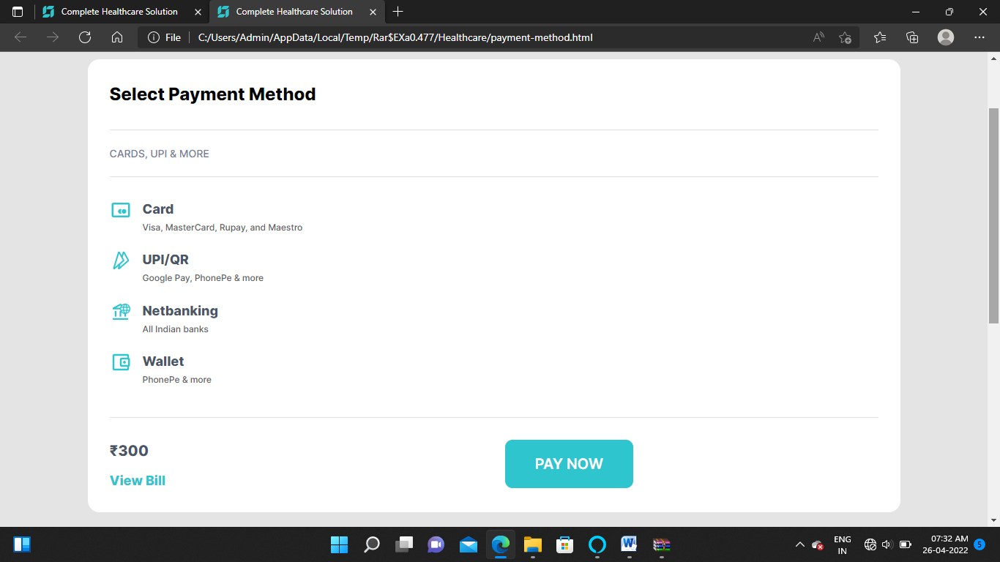 Complete Healthcare Solution
Complete Healthcare Solution
File
C:/Users/Admin/AppData/Local/Temp/Rar$EXa0.477/Healthcare/payment-method.html
Select Payment Method
CARDS, UPI & MORE
Card
Visa, MasterCard, Rupay, and Maestro
UPI/QR
Google Pay, PhonePe & more
Netbanking
All Indian banks
Wallet
PhonePe & more
₹300
PAY NOW
View Bill
ENG
IN
07:32 AM
26-04-2022
5